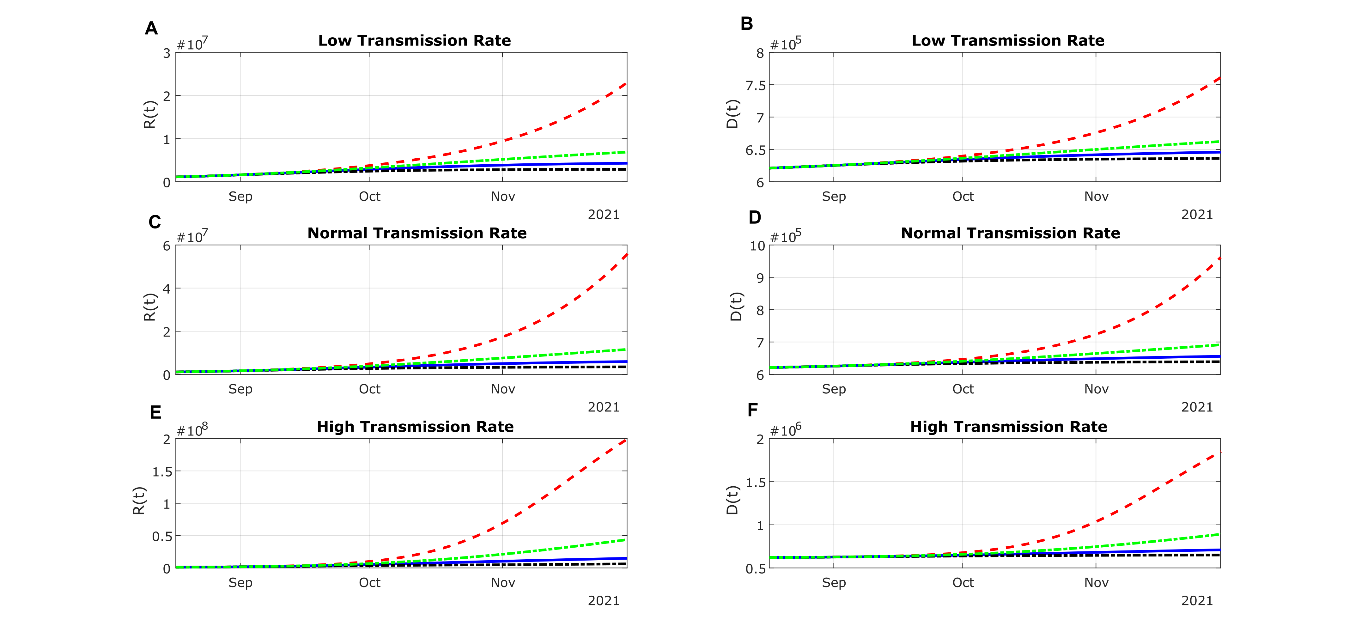 A
#10^7
Low Transmission Rate
3
2
1
0
R(t)
Sep
Oct
Nov
2021
B
#10^5
Low Transmission Rate
8
7.5
7
6.5
6
D(t)
Sep
Oct
Nov
2021
C
#10^7
Normal Transmission Rate
6
4
2
0
R(t)
Sep
Oct
Nov
2021
D
#10^5
Normal Transmission Rate
10
9
8
7
6
D(t)
Sep
Oct
Nov
2021
E
#10^8
High Transmission Rate
2
1.5
1
0.5
0
R(t)
Sep
Oct
Nov
2021
F
#10^6
High Transmission Rate
2
1.5
1
0.5
D(t)
Sep
Oct
Nov
2021